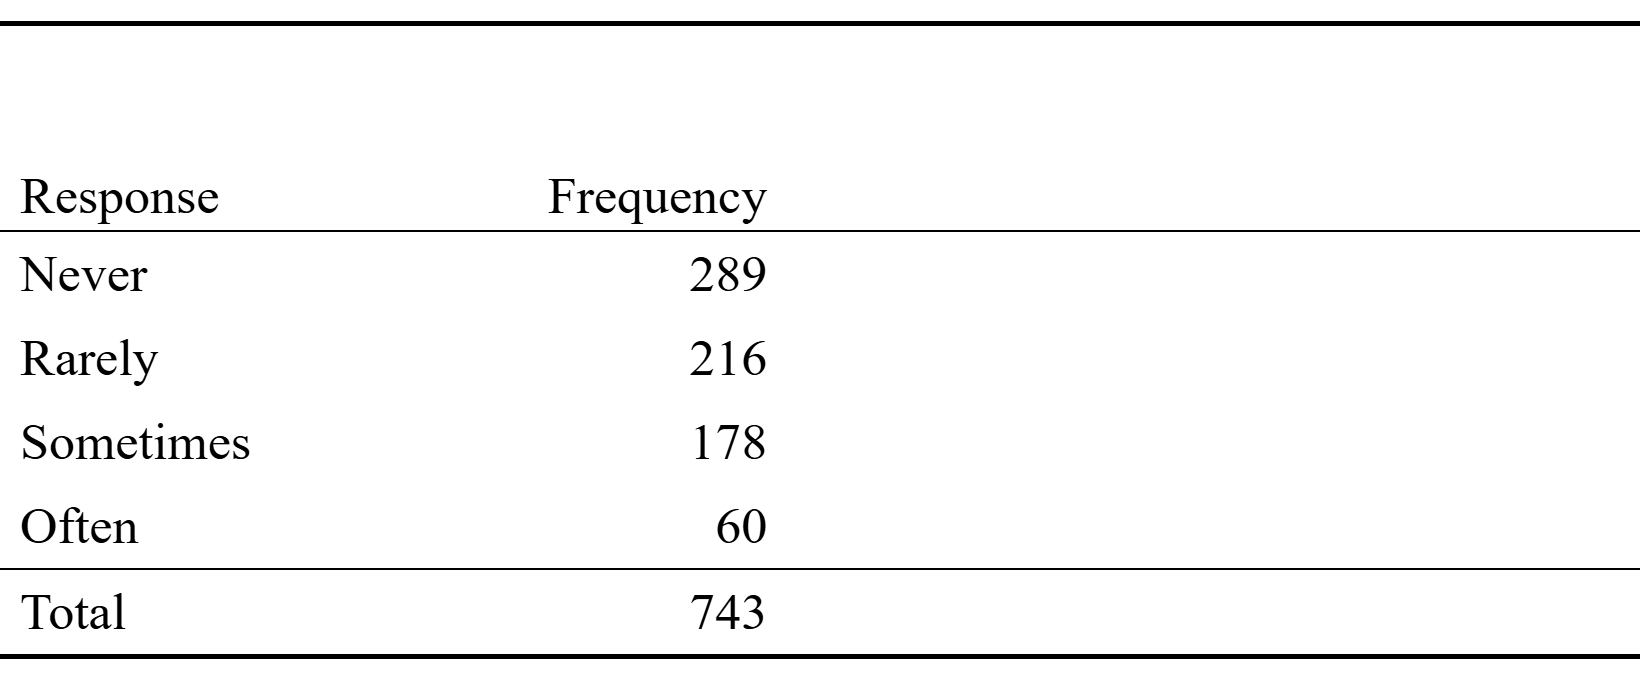 Response Frequency
Never 289
Rarely 216
Sometimes 178
Often 60
Total 743